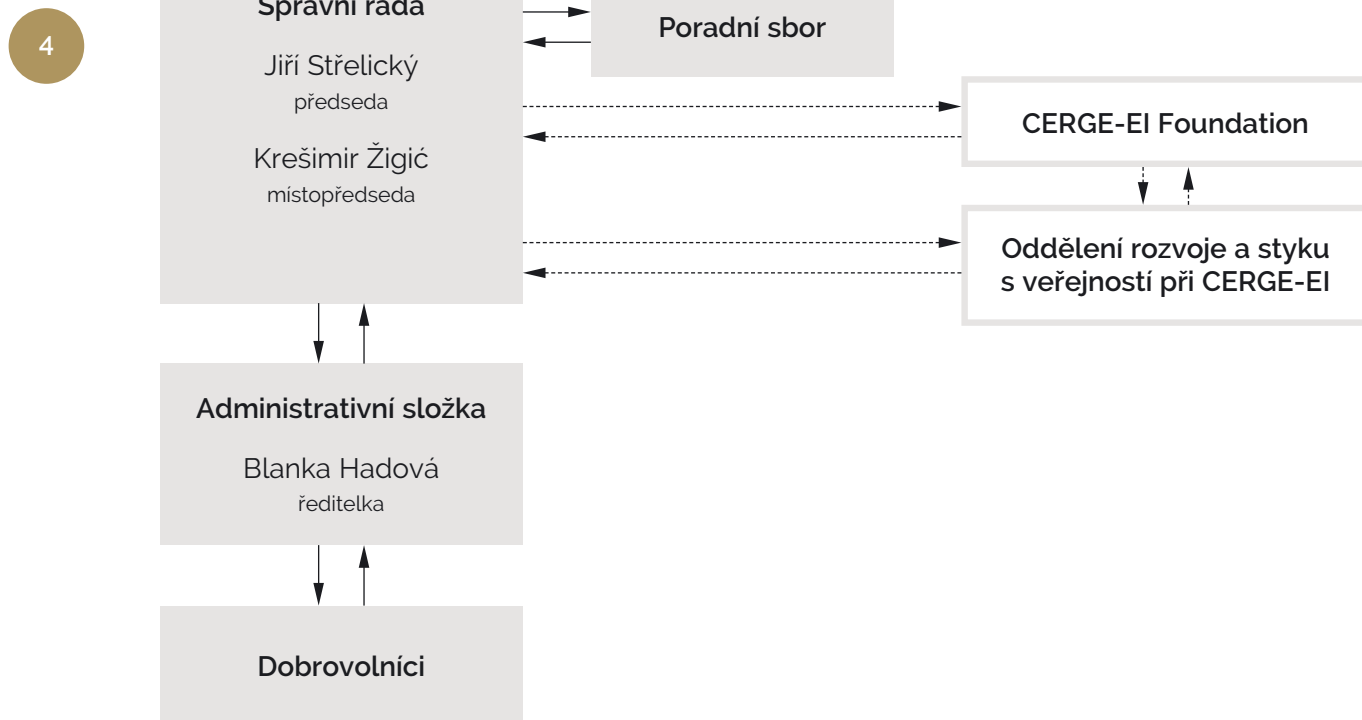 4
Správní rada
Jiří Střelický
předseda
Krešimir Žigić
místopředseda
Poradní sbor
CERGE-EI Foundation
Oddělení rozvoje a styku
s veřejností při CERGE-EI
Administrativní složka
Blanka Hadová
ředitelka
Dobrovolníci